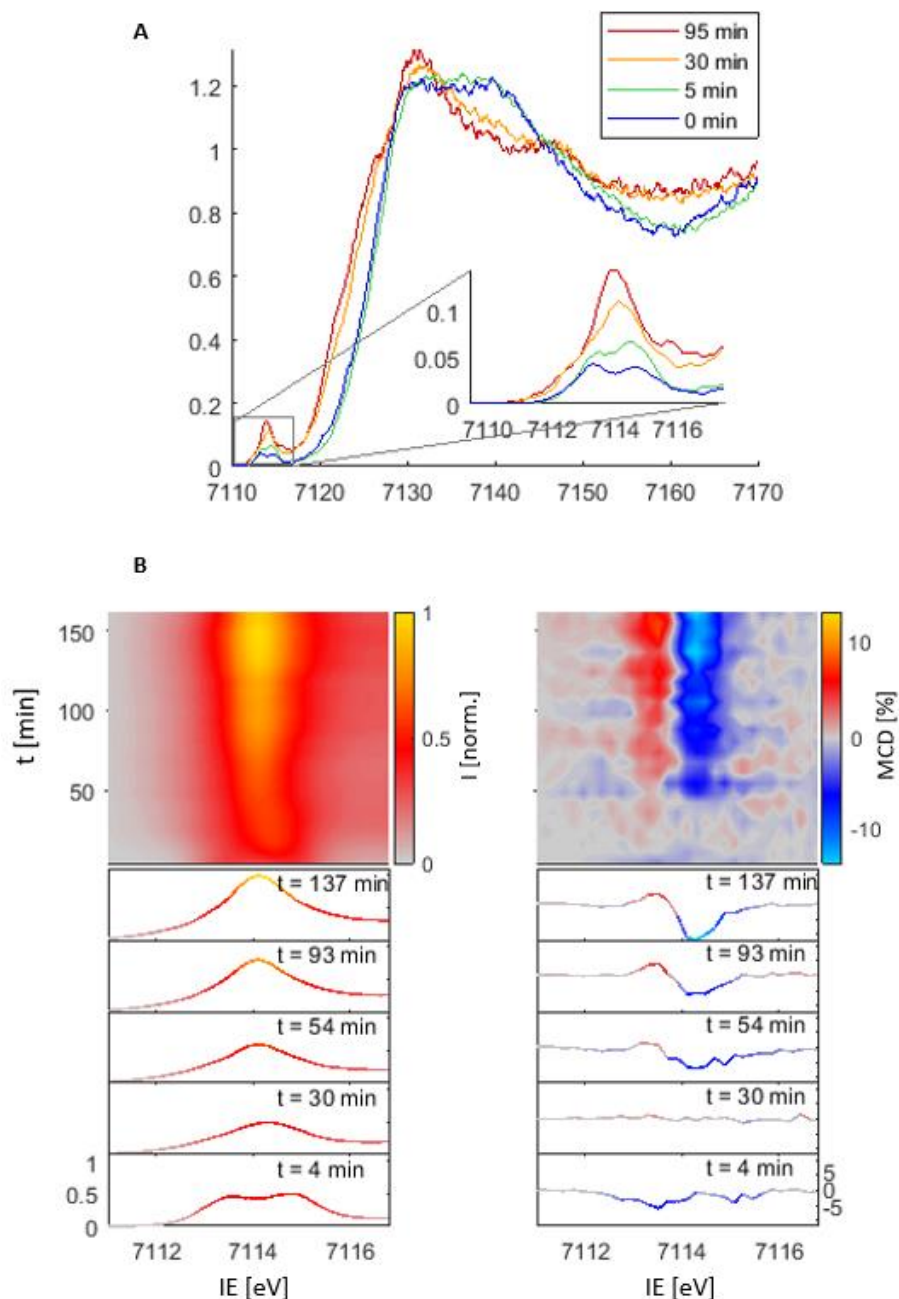 A
95 min
30 min
5 min
0 min
1.2
1
0.8
0.6
0.4
0.2
0
7110 7120 7130 7140 7150 7160 7170
0.1
0.05
0
7110 7112 7114 7116
B
150
100
50
t [min]
1
0.5
0
I [norm.]
10
0
-10
MCD [%]
t = 137 min
t = 93 min
t = 54 min
t = 30 min
t = 4 min
1
0.5
0
7112 7114 7116
IE [eV]
t = 137 min
t = 93 min
t = 54 min
t = 30 min
t = 4 min
5
0
-5
7112 7114 7116
IE [eV]